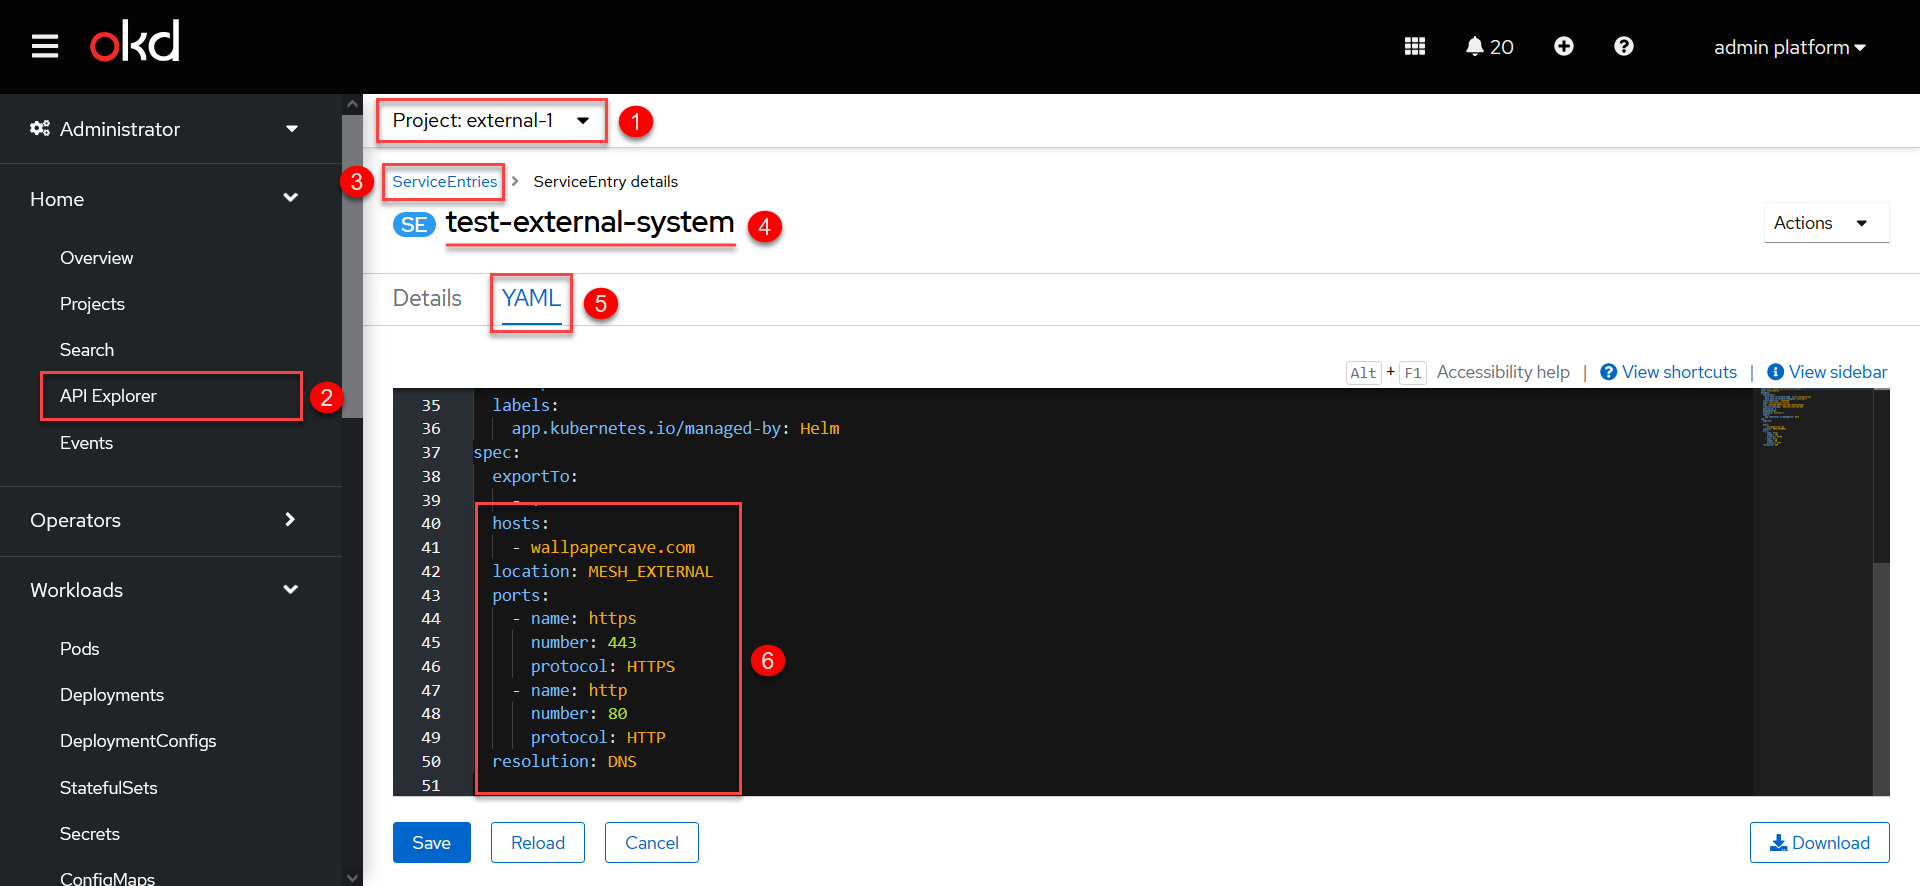 okd
20
admin platform
Administrator
Home
Overview
Projects
Search
API Explorer
2
Events
Operators
Workloads
Pods
Deployments
DeploymentConfigs
StatefulSets
Secrets
ConfigMaps
Project: external-1
1
3
ServiceEntries > ServiceEntry details
SE test-external-system
4
Actions
Details
YAML
5
Alt + F1 Accessibility help | View shortcuts | View sidebar
35 labels:
36 app.kubernetes.io/managed-by: Helm
37 spec:
38 exportTo:
39 -
40 hosts:
41 - wallpapercave.com
42 location: MESH_EXTERNAL
43 ports:
44 - name: https
45 number: 443
46 protocol: HTTPS
47 - name: http
48 number: 80
49 protocol: HTTP
50 resolution: DNS
51
6
Save
Reload
Cancel
Download